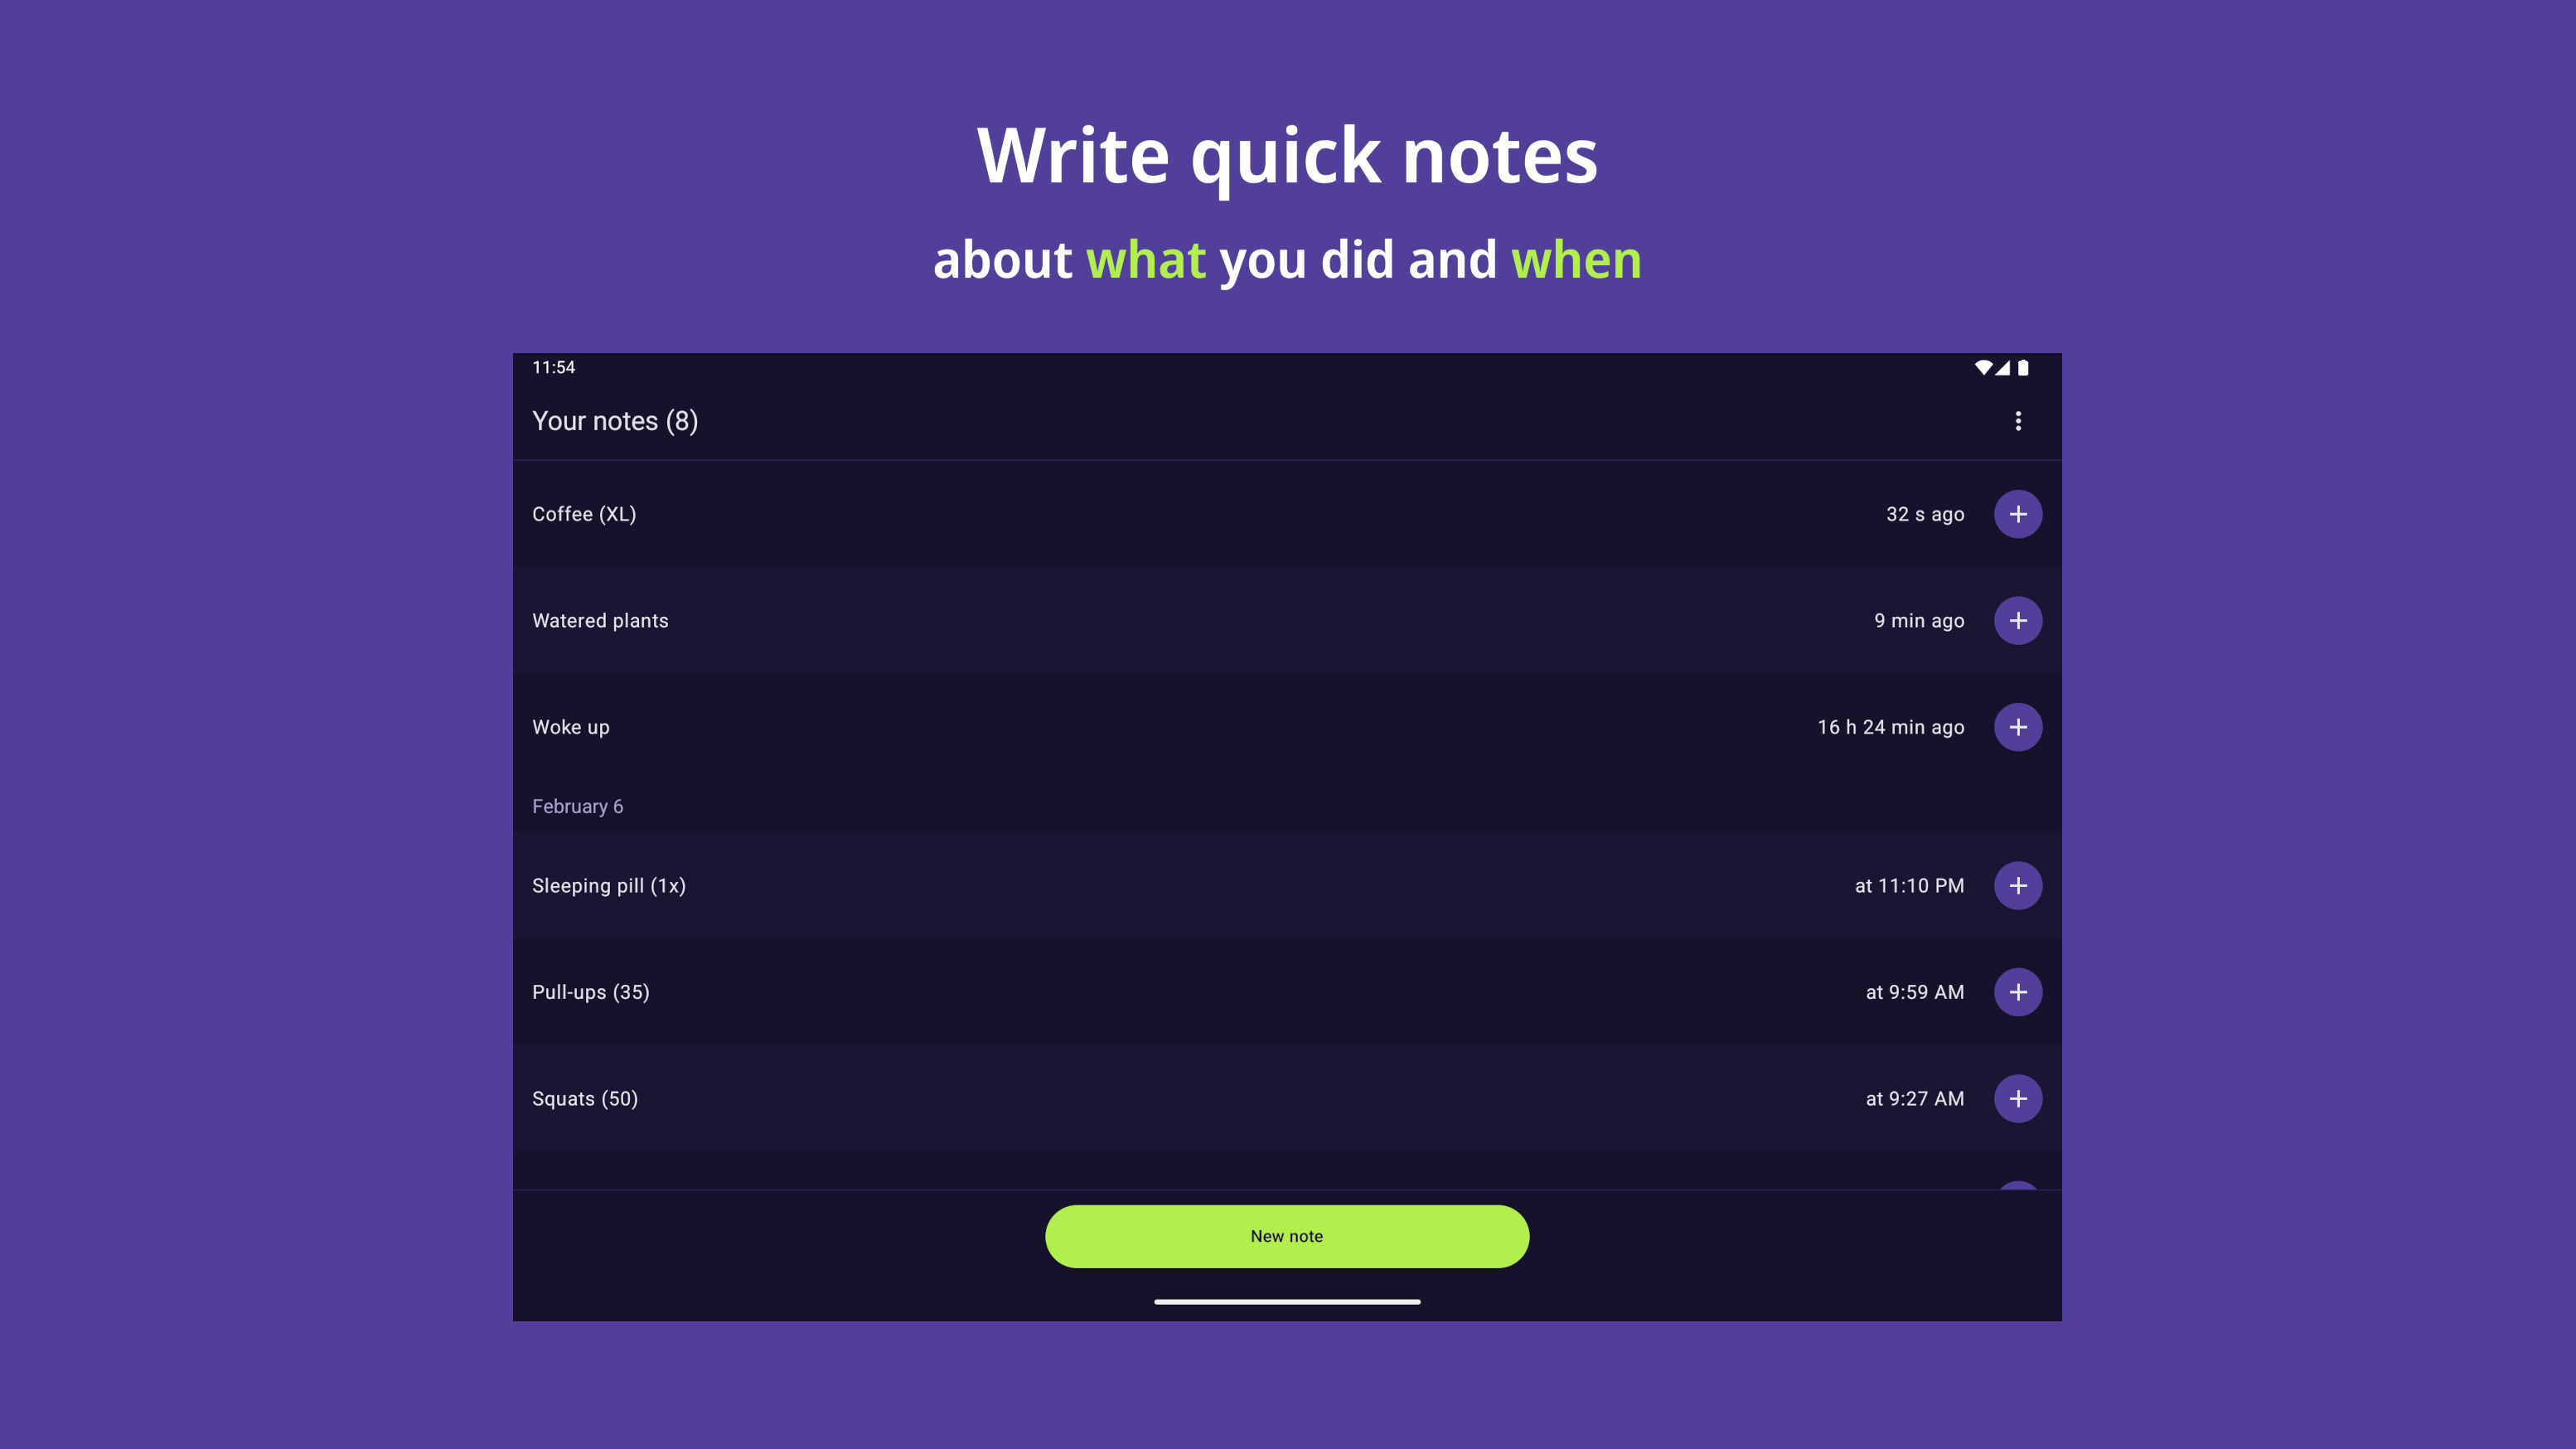 Write quick notes
about what you did and when
11:54
Your notes (8)
Coffee (XL)
32 s ago
Watered plants
9 min ago
Woke up
16 h 24 min ago
February 6
Sleeping pill (1x)
at 11:10 PM
Pull-ups (35)
at 9:59 AM
Squats (50)
at 9:27 AM
New note